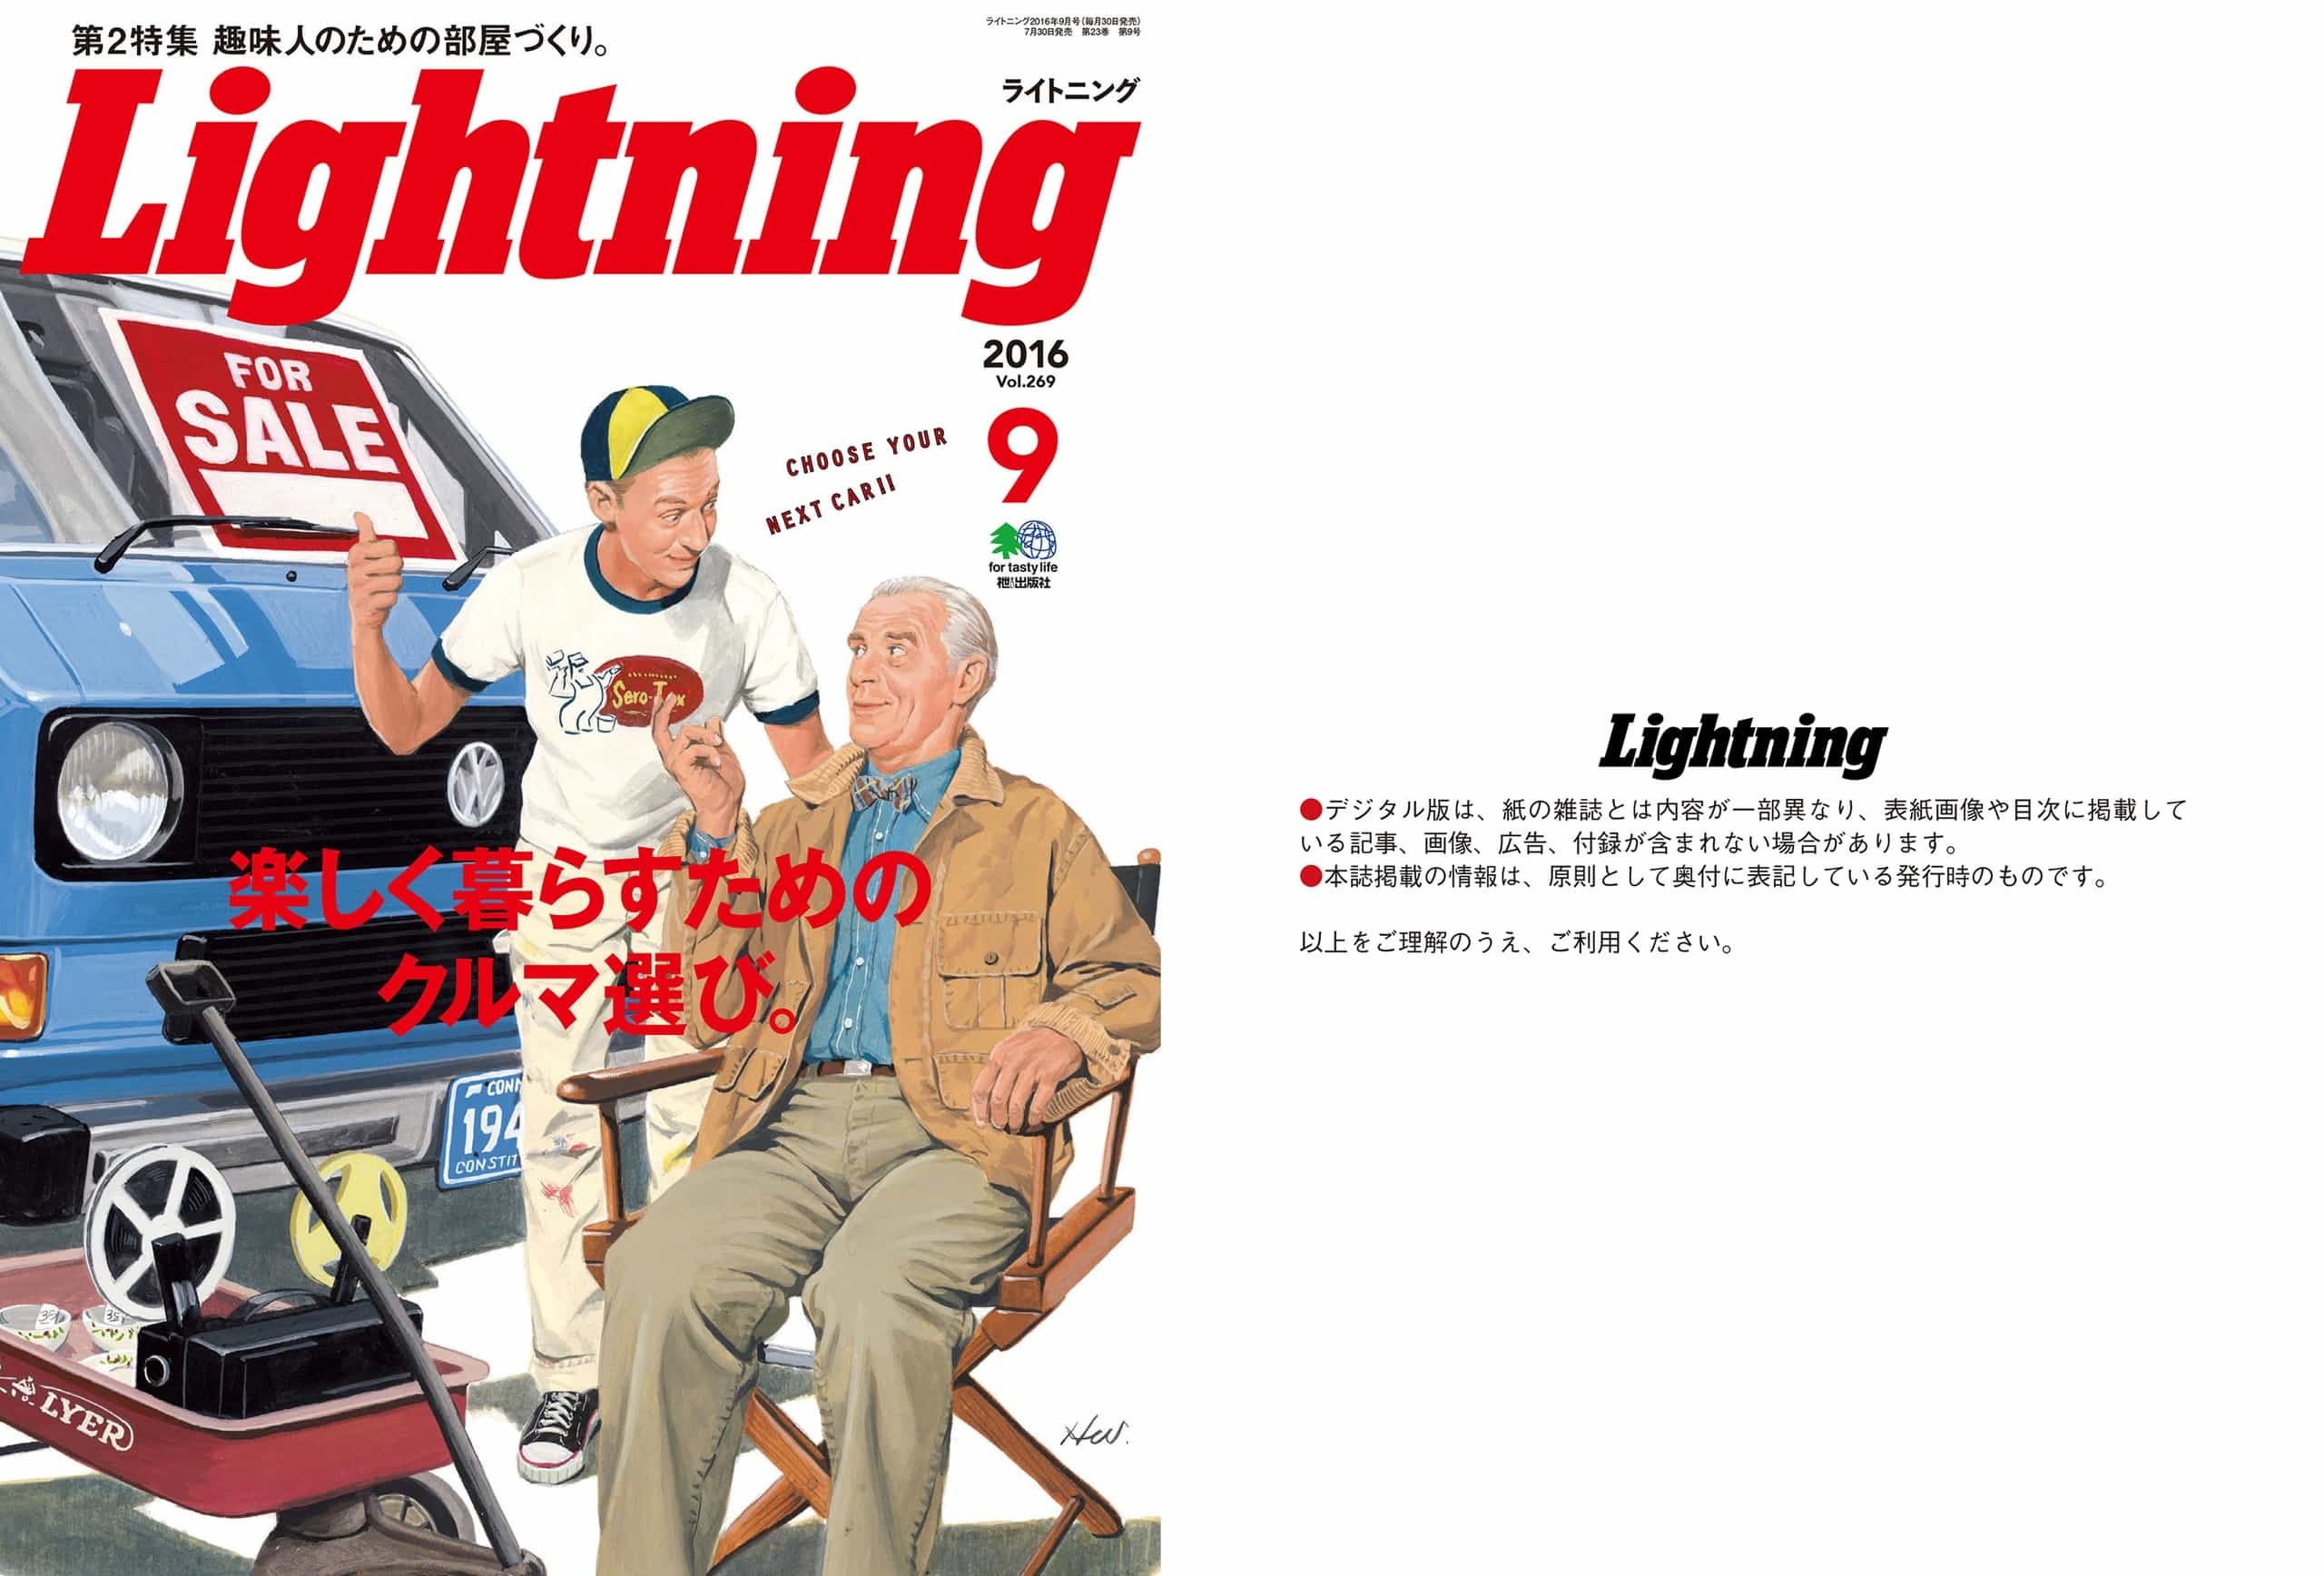 第2特集 趣味人のための部屋づくり。
ライトニング2016年9月号(毎月30日発売)
7月30日発売 第23巻 第9号
ライトニング
Lightning
2016
Vol.269
9
for tasty life
枻出版社
CHOOSE YOUR
NEXT CAR!!
FOR
SALE
Sero-Tox
楽しく暮らすための
クルマ選び。
CONN
194
CONSTIT
35
35
LYER
Lightning
●デジタル版は、紙の雑誌とは内容が一部異なり、表紙画像や目次に掲載して
いる記事、画像、広告、付録が含まれない場合があります。
●本誌掲載の情報は、原則として奥付に表記している発行時のものです。
以上をご理解のうえ、ご利用ください。